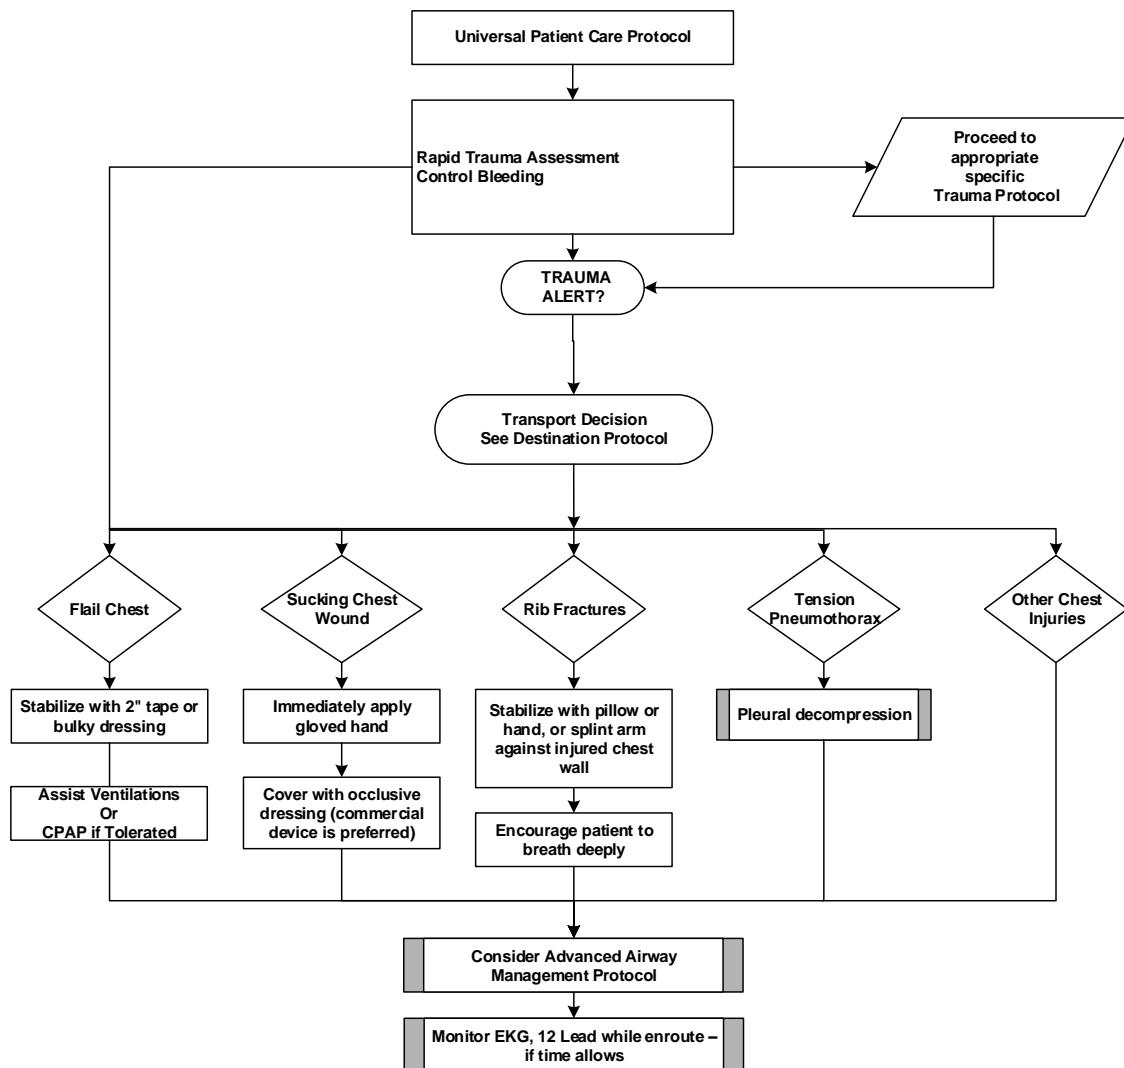 Universal Patient Care Protocol
Rapid Trauma Assessment
Control Bleeding
Proceed to
appropriate
specific
Trauma Protocol
TRAUMA
ALERT?
Transport Decision
See Destination Protocol
Flail Chest
Sucking Chest
Wound
Rib Fractures
Tension
Pneumothorax
Other Chest
Injuries
Stabilize with 2" tape or
bulky dressing
Immediately apply
gloved hand
Stabilize with pillow or
hand, or splint arm
against injured chest
wall
Pleural decompression
Assist Ventilations
Or
CPAP if Tolerated
Cover with occlusive
dressing (commercial
device is preferred)
Encourage patient to
breath deeply
Consider Advanced Airway
Management Protocol
Monitor EKG, 12 Lead while enroute –
if time allows